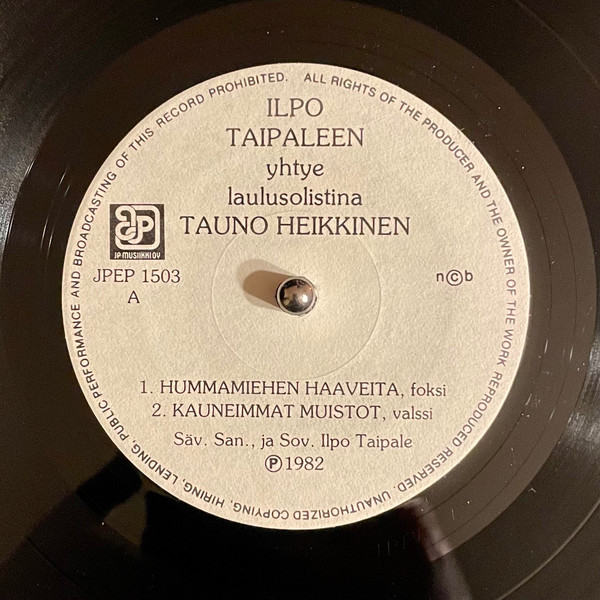 ALL RIGHTS OF THE PRODUCER AND THE OWNER OF THE WORK REPRODUCED RESERVED. UNAUTHORIZED COPYING, HIRING, LENDING, PUBLIC PERFORMANCE AND BROADCASTING OF THIS RECORD PROHIBITED.
ILPO
TAIPALEEN
yhtye
laulusolistina
TAUNO HEIKKINEN
JP
JP-MUSIIKKI OY
JPEP 1503
A
n©b
1. HUMMAMIEHEN HAAVEITA, foksi
2. KAUNEIMMAT MUISTOT, valssi
Säv. San., ja Sov. Ilpo Taipale
℗1982